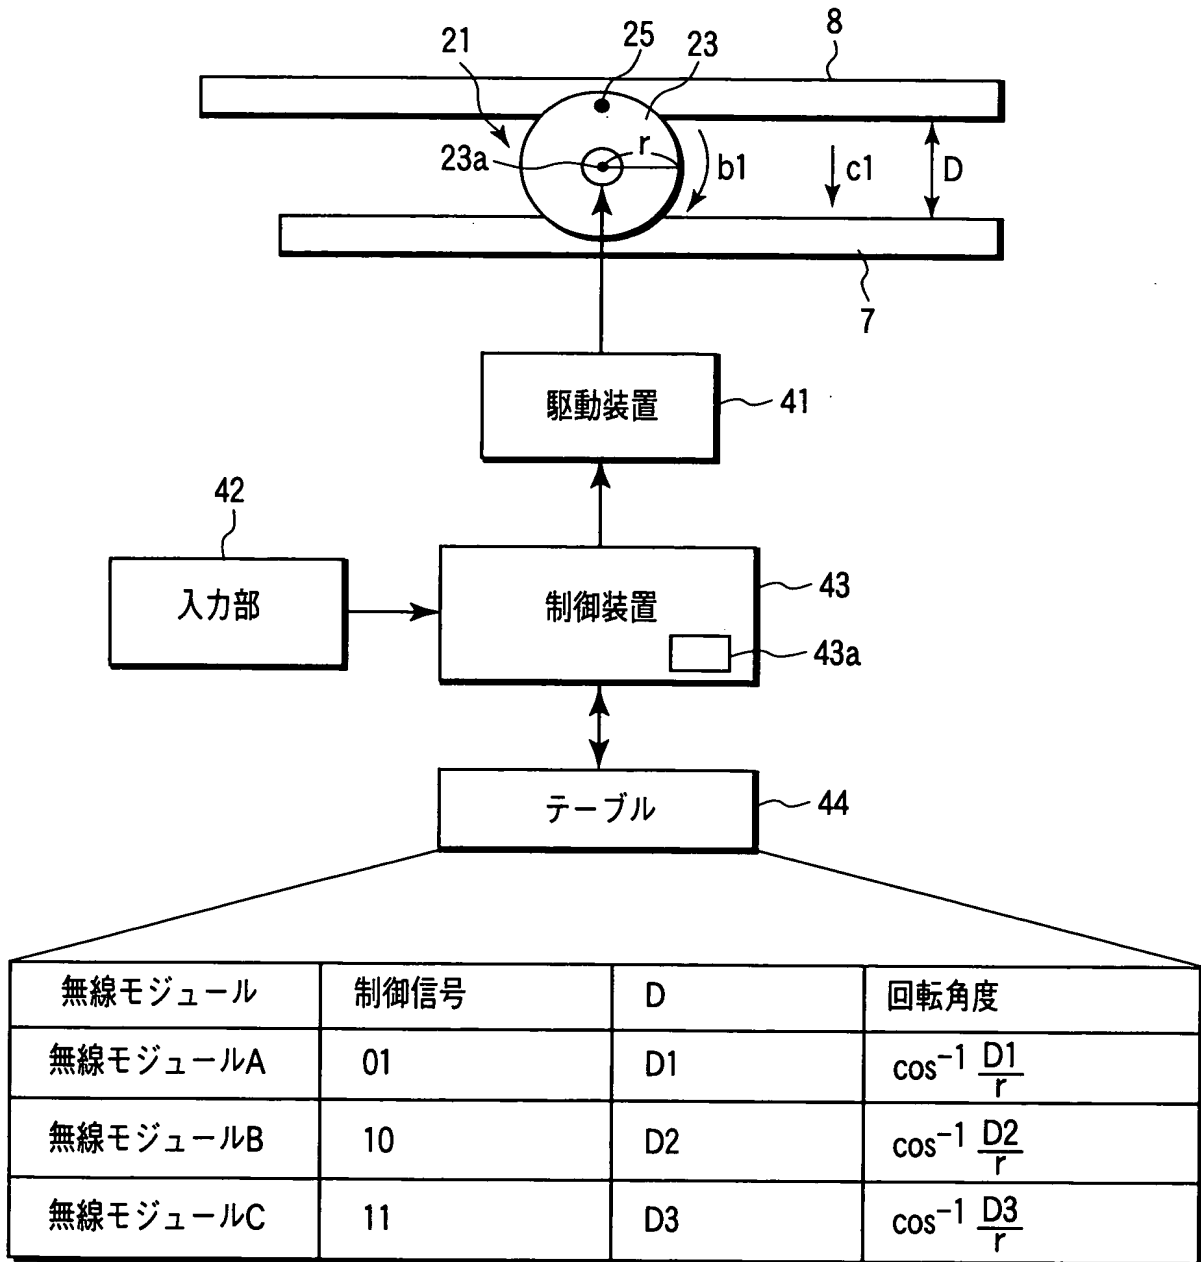 8
21
25
23
23a
r
b1
c1
D
7
駆動装置
41
42
入力部
制御装置
43
43a
テーブル
44
無線モジュール 制御信号 D 回転角度
無線モジュールA 01 D1 cos⁻¹ D1/r
無線モジュールB 10 D2 cos⁻¹ D2/r
無線モジュールC 11 D3 cos⁻¹ D3/r